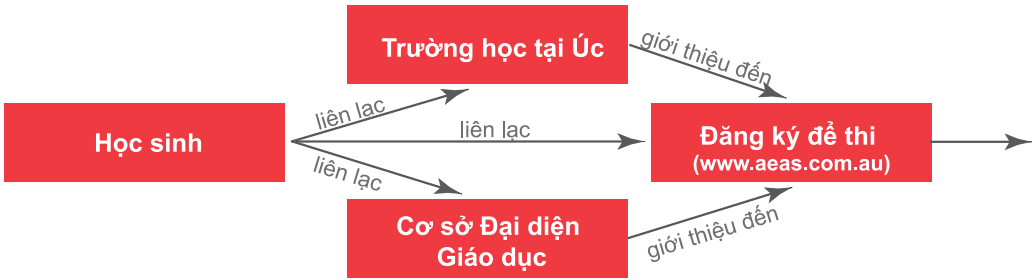 Trường học tại Úc
giới thiệu đến
Học sinh
liên lạc
liên lạc
liên lạc
Đăng ký để thi
(www.aeas.com.au)
Cơ sở Đại diện
Giáo dục
giới thiệu đến